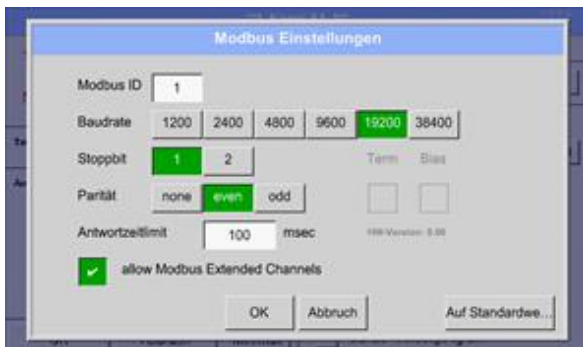 Modbus Einstellungen
Modbus ID 1
Baudrate 1200 2400 4800 9600 19200 38400
Stoppbit 1 2 Term Bias
Parität none even odd
Antwortzeitlimit 100 msec
allow Modbus Extended Channels
OK Abbruch Auf Standardwe...